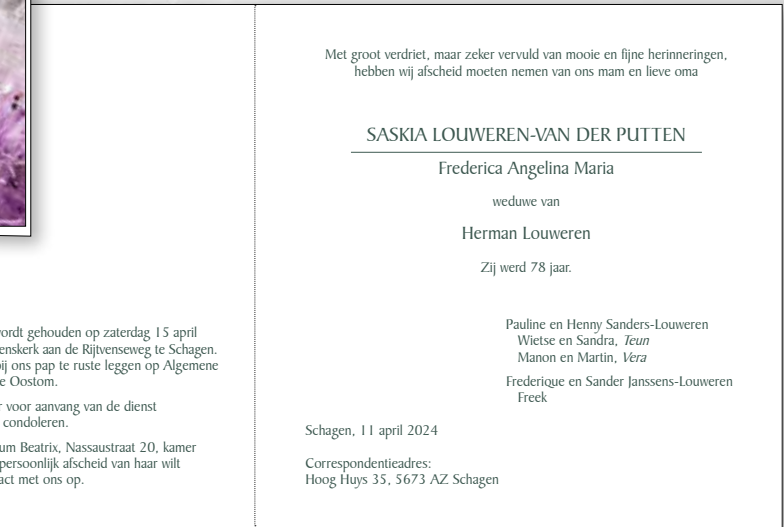 wordt gehouden op zaterdag 15 april
enskerk aan de Rijtvenseweg te Schagen.
bij ons pap te ruste leggen op Algemene
e Oostom.
r voor aanvang van de dienst
condoleren.
um Beatrix, Nassaustraat 20, kamer
persoonlijk afscheid van haar wilt
act met ons op.
Met groot verdriet, maar zeker vervuld van mooie en fijne herinneringen,
hebben wij afscheid moeten nemen van ons mam en lieve oma
SASKIA LOUWEREN-VAN DER PUTTEN
Frederica Angelina Maria
weduwe van
Herman Louweren
Zij werd 78 jaar.
Pauline en Henny Sanders-Louweren
Wietse en Sandra, Teun
Manon en Martin, Vera
Frederique en Sander Janssens-Louweren
Freek
Schagen, 11 april 2024
Correspondentieadres:
Hoog Huys 35, 5673 AZ Schagen